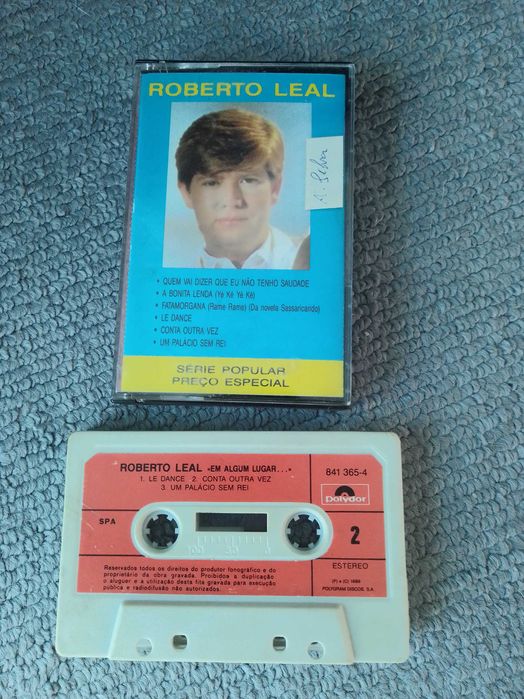 ROBERTO LEAL
• QUEM VAI DIZER QUE EU NÃO TENHO SAUDADE
• A BONITA LENDA (Yê Kê Yê Kê)
• FATAMORGANA (Rame Rame) (Da novela Sassaricando)
• LE DANCE
• CONTA OUTRA VEZ
• UM PALÁCIO SEM REI
SÉRIE POPULAR
PREÇO ESPECIAL
ROBERTO LEAL «EM ALGUM LUGAR...»
841 365-4
1. LE DANCE 2. CONTA OUTRA VEZ
3. UM PALÁCIO SEM REI
Polydor
SPA
100 50 0
2
ESTEREO
Reservados todos os direitos do produtor fonográfico e do
proprietário da obra gravada. Proibidos a duplicação
o aluguer e a utilização desta fita gravada para execução
pública e radiodifusão não autorizados.
POLYGRAM DISCOS, S.A.